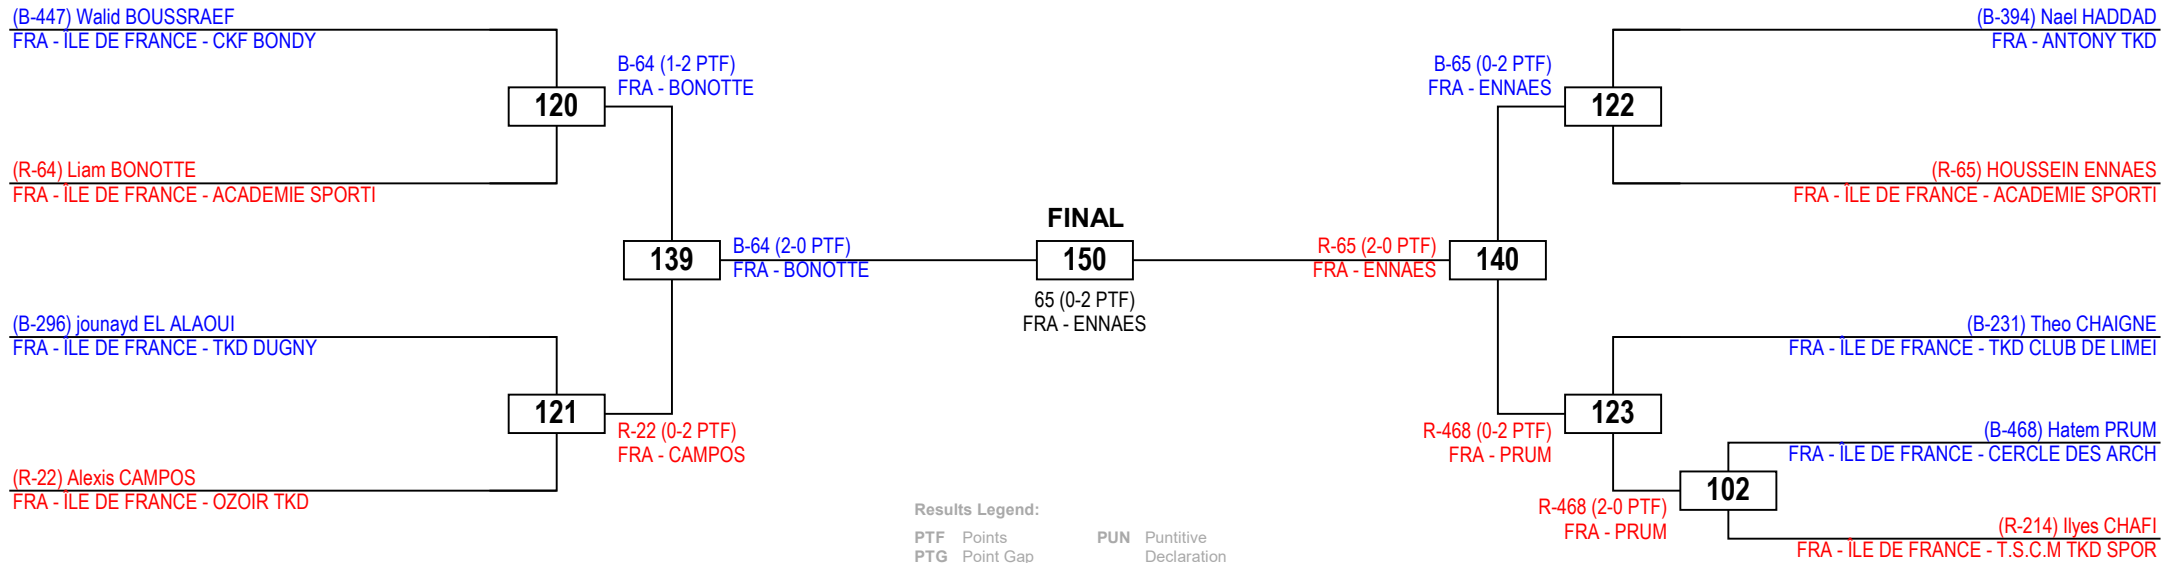 (B-447) Walid BOUSSRAEF
FRA - ÎLE DE FRANCE - CKF BONDY
B-64 (1-2 PTF)
FRA - BONOTTE
120
(R-64) Liam BONOTTE
FRA - ÎLE DE FRANCE - ACADEMIE SPORTI
139
B-64 (2-0 PTF)
FRA - BONOTTE
(B-296) jounayd EL ALAOUI
FRA - ÎLE DE FRANCE - TKD DUGNY
121
R-22 (0-2 PTF)
FRA - CAMPOS
(R-22) Alexis CAMPOS
FRA - ÎLE DE FRANCE - OZOIR TKD
FINAL
150
65 (0-2 PTF)
FRA - ENNAES
(B-394) Nael HADDAD
FRA - ANTONY TKD
B-65 (0-2 PTF)
FRA - ENNAES
122
(R-65) HOUSSEIN ENNAES
FRA - ÎLE DE FRANCE - ACADEMIE SPORTI
R-65 (2-0 PTF)
FRA - ENNAES
140
(B-231) Theo CHAIGNE
FRA - ÎLE DE FRANCE - TKD CLUB DE LIMEI
123
R-468 (0-2 PTF)
FRA - PRUM
(B-468) Hatem PRUM
FRA - ÎLE DE FRANCE - CERCLE DES ARCH
102
R-468 (2-0 PTF)
FRA - PRUM
(R-214) Ilyes CHAFI
FRA - ÎLE DE FRANCE - T.S.C.M TKD SPOR
Results Legend:
PTF Points PUN Puntitive
PTG Point Gap Declaration